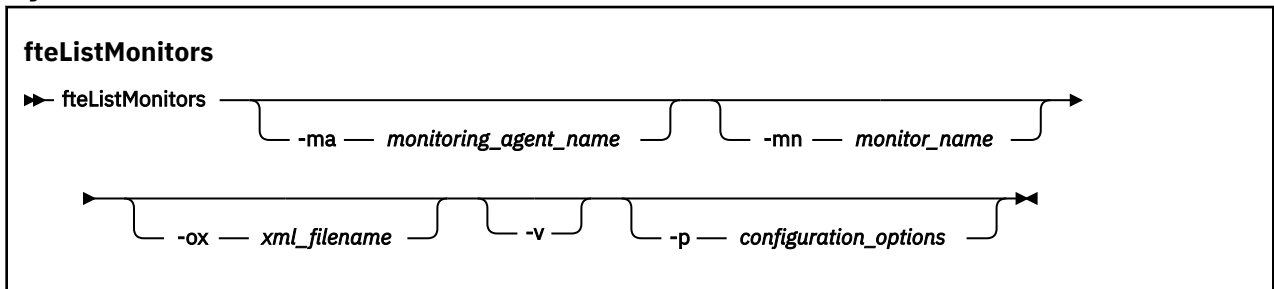 fteListMonitors
fteListMonitors
-ma monitoring_agent_name -mn monitor_name
-ox xml_filename -v -p configuration_options